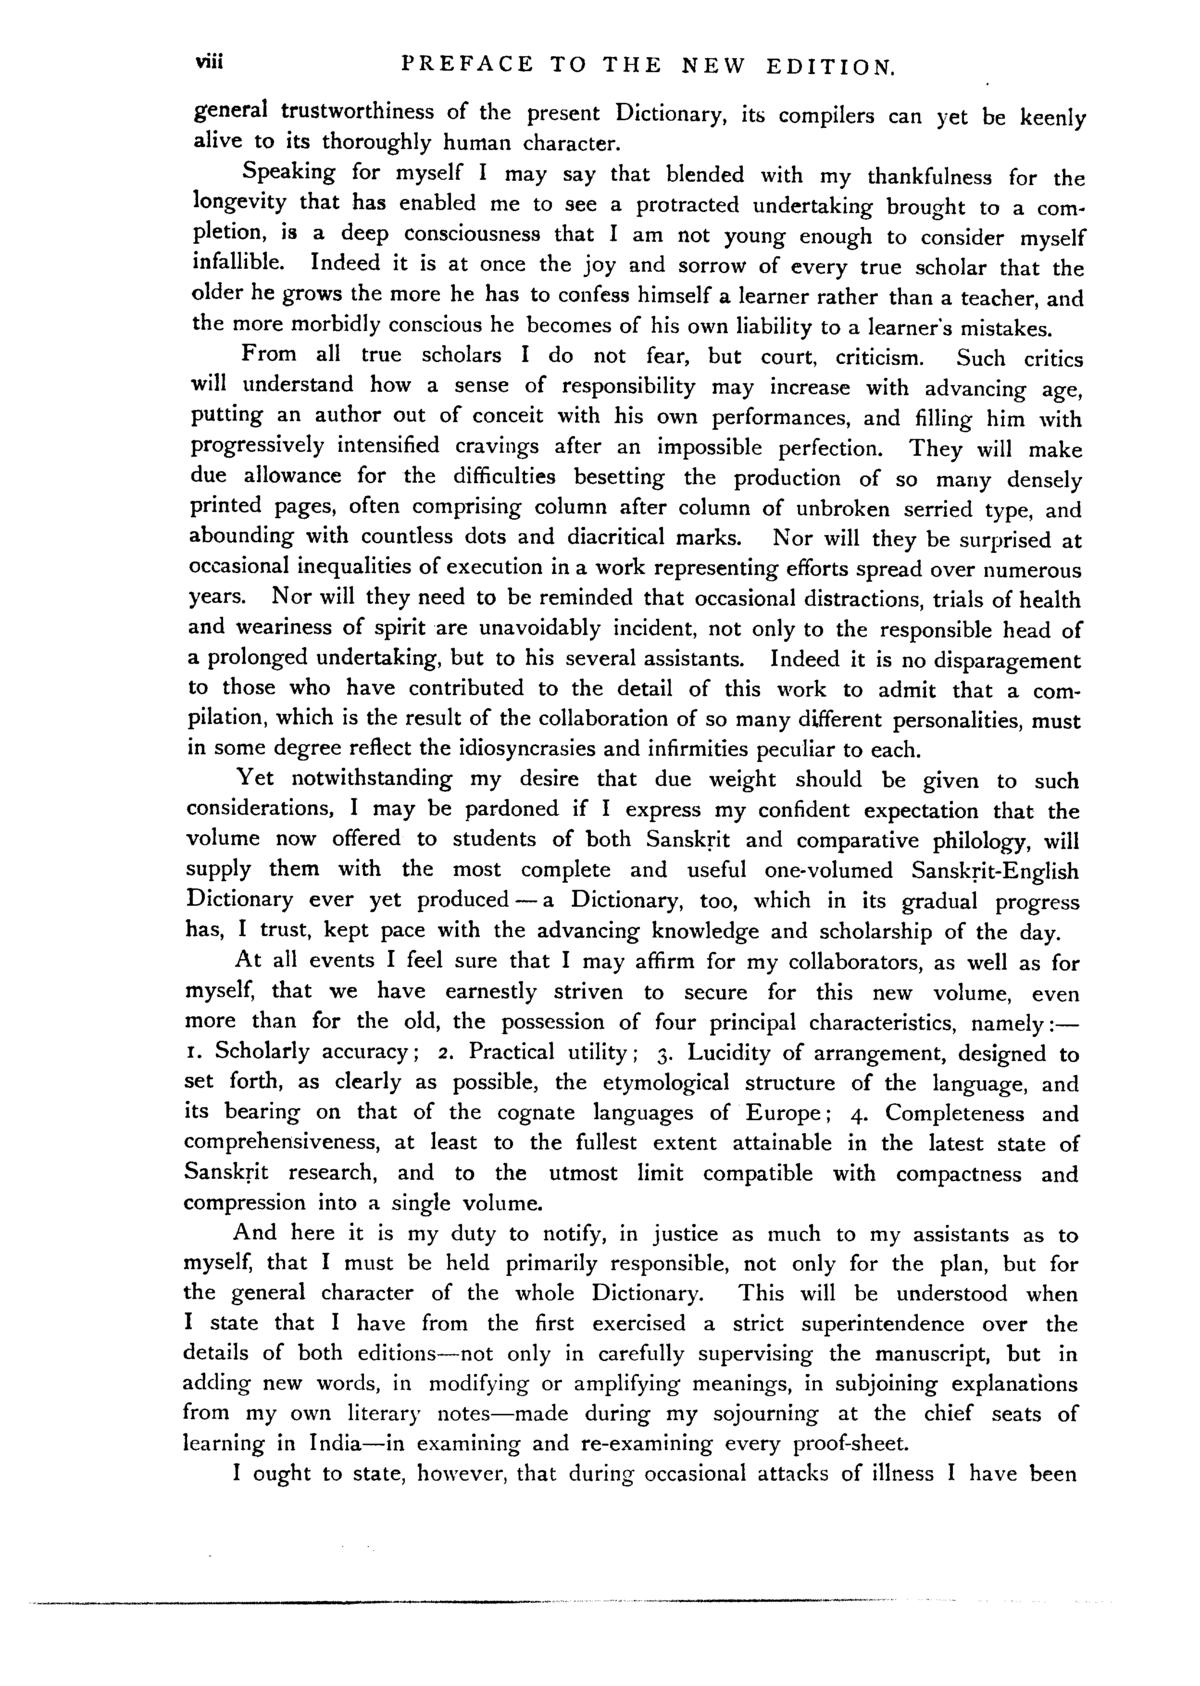 viii PREFACE TO THE NEW EDITION.
general trustworthiness of the present Dictionary, its compilers can yet be keenly
alive to its thoroughly human character.
Speaking for myself I may say that blended with my thankfulness for the
longevity that has enabled me to see a protracted undertaking brought to a com-
pletion, is a deep consciousness that I am not young enough to consider myself
infallible. Indeed it is at once the joy and sorrow of every true scholar that the
older he grows the more he has to confess himself a learner rather than a teacher, and
the more morbidly conscious he becomes of his own liability to a learner's mistakes.
From all true scholars I do not fear, but court, criticism. Such critics
will understand how a sense of responsibility may increase with advancing age,
putting an author out of conceit with his own performances, and filling him with
progressively intensified cravings after an impossible perfection. They will make
due allowance for the difficulties besetting the production of so many densely
printed pages, often comprising column after column of unbroken serried type, and
abounding with countless dots and diacritical marks. Nor will they be surprised at
occasional inequalities of execution in a work representing efforts spread over numerous
years. Nor will they need to be reminded that occasional distractions, trials of health
and weariness of spirit are unavoidably incident, not only to the responsible head of
a prolonged undertaking, but to his several assistants. Indeed it is no disparagement
to those who have contributed to the detail of this work to admit that a com-
pilation, which is the result of the collaboration of so many different personalities, must
in some degree reflect the idiosyncrasies and infirmities peculiar to each.
Yet notwithstanding my desire that due weight should be given to such
considerations, I may be pardoned if I express my confident expectation that the
volume now offered to students of both Sanskṛit and comparative philology, will
supply them with the most complete and useful one-volumed Sanskṛit-English
Dictionary ever yet produced — a Dictionary, too, which in its gradual progress
has, I trust, kept pace with the advancing knowledge and scholarship of the day.
At all events I feel sure that I may affirm for my collaborators, as well as for
myself, that we have earnestly striven to secure for this new volume, even
more than for the old, the possession of four principal characteristics, namely :—
1. Scholarly accuracy; 2. Practical utility; 3. Lucidity of arrangement, designed to
set forth, as clearly as possible, the etymological structure of the language, and
its bearing on that of the cognate languages of Europe; 4. Completeness and
comprehensiveness, at least to the fullest extent attainable in the latest state of
Sanskṛit research, and to the utmost limit compatible with compactness and
compression into a single volume.
And here it is my duty to notify, in justice as much to my assistants as to
myself, that I must be held primarily responsible, not only for the plan, but for
the general character of the whole Dictionary. This will be understood when
I state that I have from the first exercised a strict superintendence over the
details of both editions—not only in carefully supervising the manuscript, but in
adding new words, in modifying or amplifying meanings, in subjoining explanations
from my own literary notes—made during my sojourning at the chief seats of
learning in India—in examining and re-examining every proof-sheet.
I ought to state, however, that during occasional attacks of illness I have been